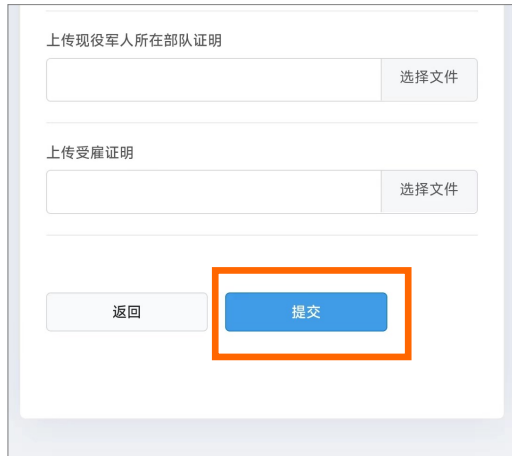 上传现役军人所在部队证明
选择文件
上传受雇证明
选择文件
返回
提交